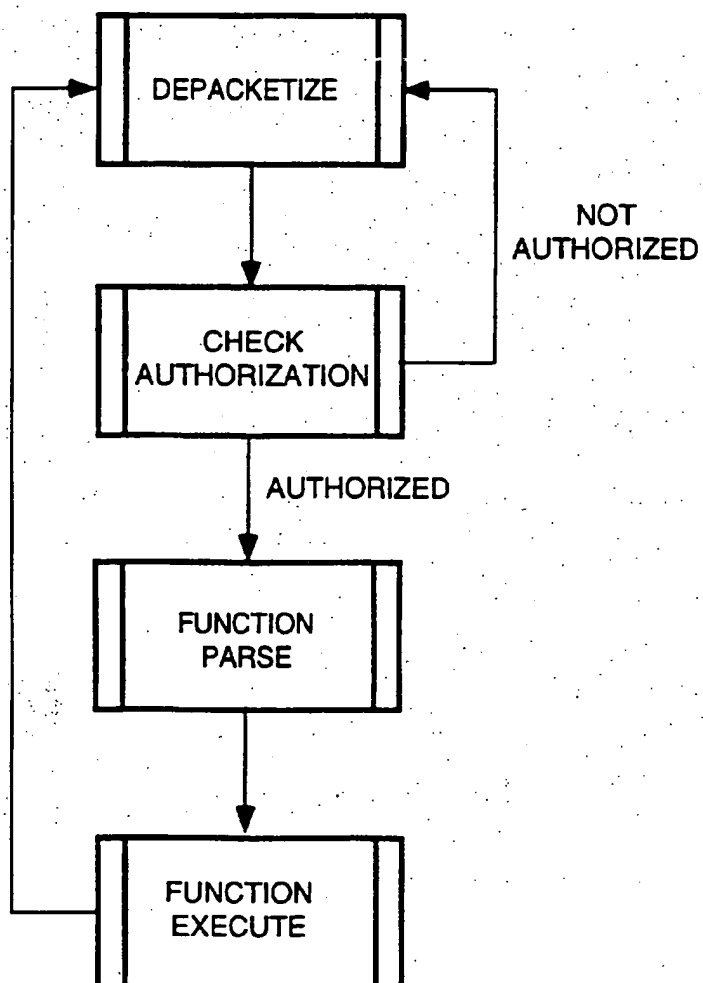 DEPACKETIZE
NOT
AUTHORIZED
CHECK
AUTHORIZATION
AUTHORIZED
FUNCTION
PARSE
FUNCTION
EXECUTE